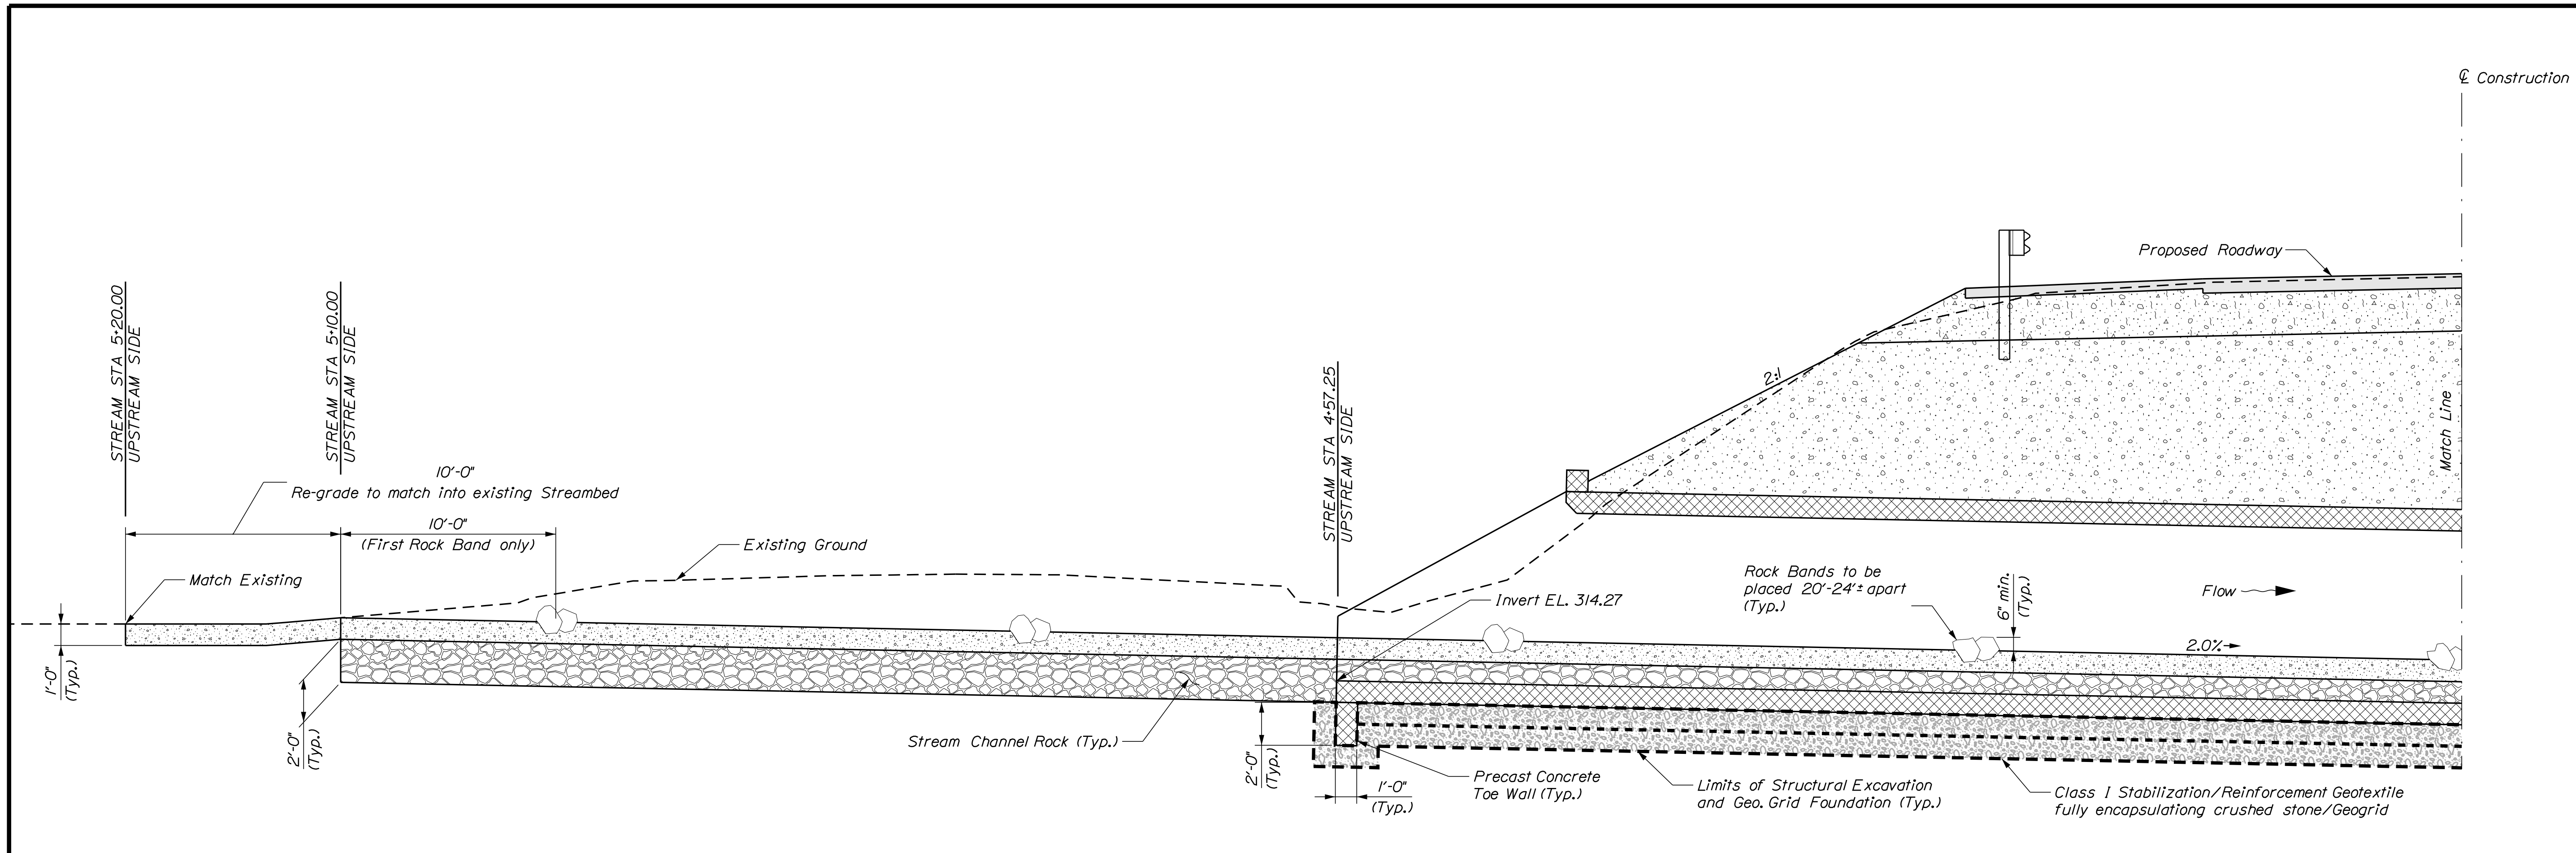 ℄ Construction
Proposed Roadway
STREAM STA 5+20.00
UPSTREAM SIDE
STREAM STA 5+10.00
UPSTREAM SIDE
STREAM STA 4+57.25
UPSTREAM SIDE
2:1
Match Line
10'-0"
Re-grade to match into existing Streambed
10'-0"
(First Rock Band only)
Existing Ground
Match Existing
Rock Bands to be
placed 20'-24'± apart
(Typ.)
6" min.
(Typ.)
Flow
Invert EL. 314.27
2.0%
1'-0"
(Typ.)
2'-0"
(Typ.)
Stream Channel Rock (Typ.)
2'-0"
(Typ.)
1'-0"
(Typ.)
Precast Concrete
Toe Wall (Typ.)
Limits of Structural Excavation
and Geo. Grid Foundation (Typ.)
Class I Stabilization/Reinforcement Geotextile
fully encapsulationg crushed stone/Geogrid